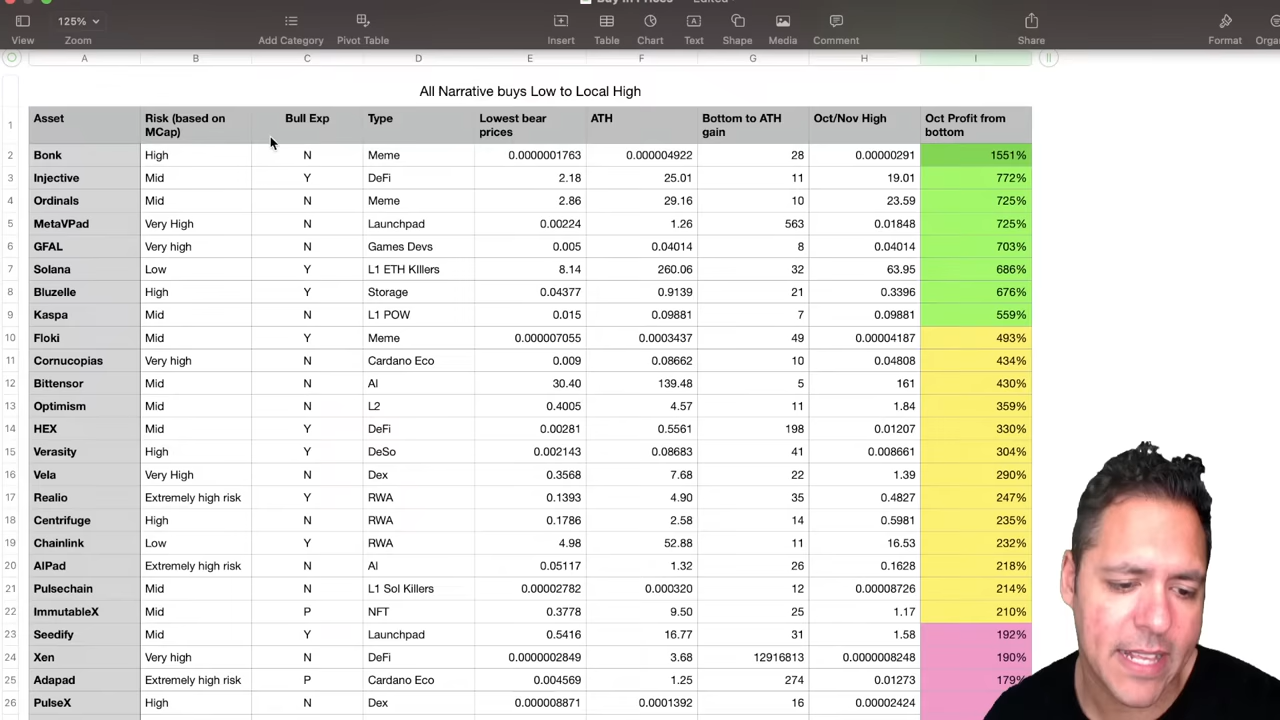 125%
View Zoom Add Category Pivot Table Insert Table Chart Text Shape Media Comment Share Format
A B C D E F G H I
All Narrative buys Low to Local High
1 Asset Risk (based on MCap) Bull Exp Type Lowest bear prices ATH Bottom to ATH gain Oct/Nov High Oct Profit from bottom
2 Bonk High N Meme 0.0000001763 0.000004922 28 0.00000291 1551%
3 Injective Mid Y DeFi 2.18 25.01 11 19.01 772%
4 Ordinals Mid N Meme 2.86 29.16 10 23.59 725%
5 MetaVPad Very High N Launchpad 0.00224 1.26 563 0.01848 725%
6 GFAL Very high N Games Devs 0.005 0.04014 8 0.04014 703%
7 Solana Low Y L1 ETH KIllers 8.14 260.06 32 63.95 686%
8 Bluzelle High Y Storage 0.04377 0.9139 21 0.3396 676%
9 Kaspa Mid N L1 POW 0.015 0.09881 7 0.09881 559%
10 Floki Mid Y Meme 0.000007055 0.0003437 49 0.00004187 493%
11 Cornucopias Very high N Cardano Eco 0.009 0.08662 10 0.04808 434%
12 Bittensor Mid N AI 30.40 139.48 5 161 430%
13 Optimism Mid N L2 0.4005 4.57 11 1.84 359%
14 HEX Mid Y DeFi 0.00281 0.5561 198 0.01207 330%
15 Verasity High Y DeSo 0.002143 0.08683 41 0.008661 304%
16 Vela Very High N Dex 0.3568 7.68 22 1.39 290%
17 Realio Extremely high risk Y RWA 0.1393 4.90 35 0.4827 247%
18 Centrifuge High N RWA 0.1786 2.58 14 0.5981 235%
19 Chainlink Low Y RWA 4.98 52.88 11 16.53 232%
20 AIPad Extremely high risk N AI 0.05117 1.32 26 0.1628 218%
21 Pulsechain Mid N L1 Sol Killers 0.00002782 0.000320 12 0.00008726 214%
22 ImmutableX Mid P NFT 0.3778 9.50 25 1.17 210%
23 Seedify Mid Y Launchpad 0.5416 16.77 31 1.58 192%
24 Xen Very high N DeFi 0.0000002849 3.68 12916813 0.0000008248 190%
25 Adapad Extremely high risk P Cardano Eco 0.004569 1.25 274 0.01273 179%
26 PulseX High N Dex 0.000008871 0.0001392 16 0.00002424